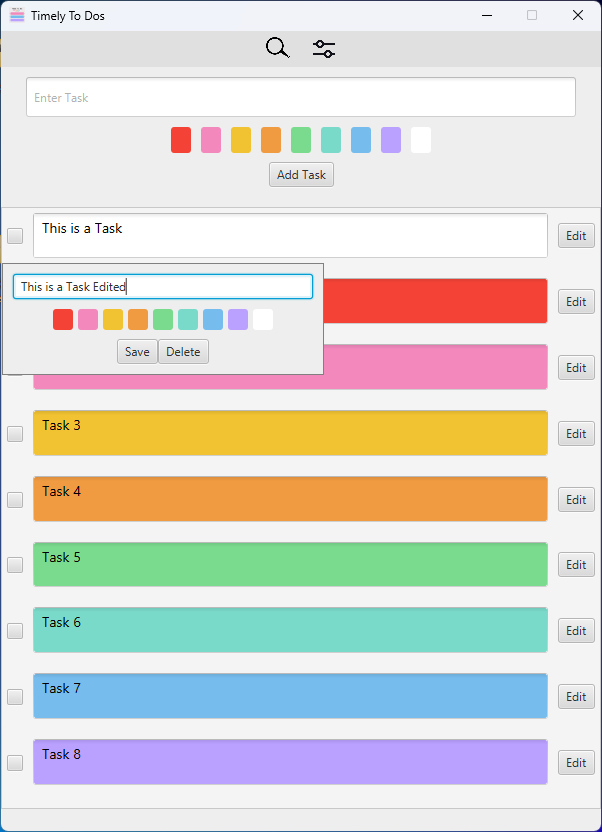 Timely To Dos
Enter Task
Add Task
This is a Task
Edit
This is a Task Edited
Edit
Save
Delete
Edit
Task 3
Edit
Task 4
Edit
Task 5
Edit
Task 6
Edit
Task 7
Edit
Task 8
Edit